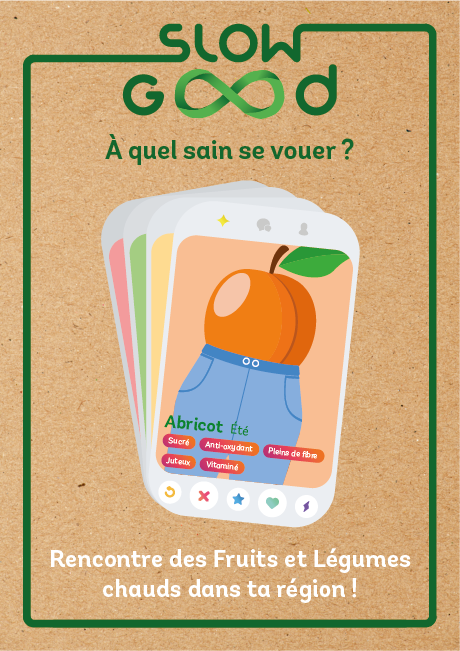 SLOW
GOOD
À quel sain se vouer ?
Abricot Été
Sucré Anti-oxydant Pleins de fibre
Juteux Vitaminé
Rencontre des Fruits et Légumes
chauds dans ta région !